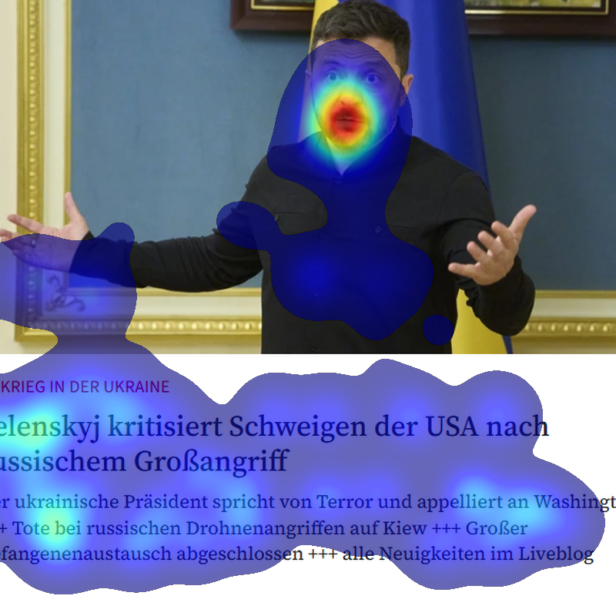 KRIEG IN DER UKRAINE
elenskyj kritisiert Schweigen der USA nach
ussischem Großangriff
er ukrainische Präsident spricht von Terror und appelliert an Washingt
+ Tote bei russischen Drohnenangriffen auf Kiew +++ Großer
efangenenaustausch abgeschlossen +++ alle Neuigkeiten im Liveblog